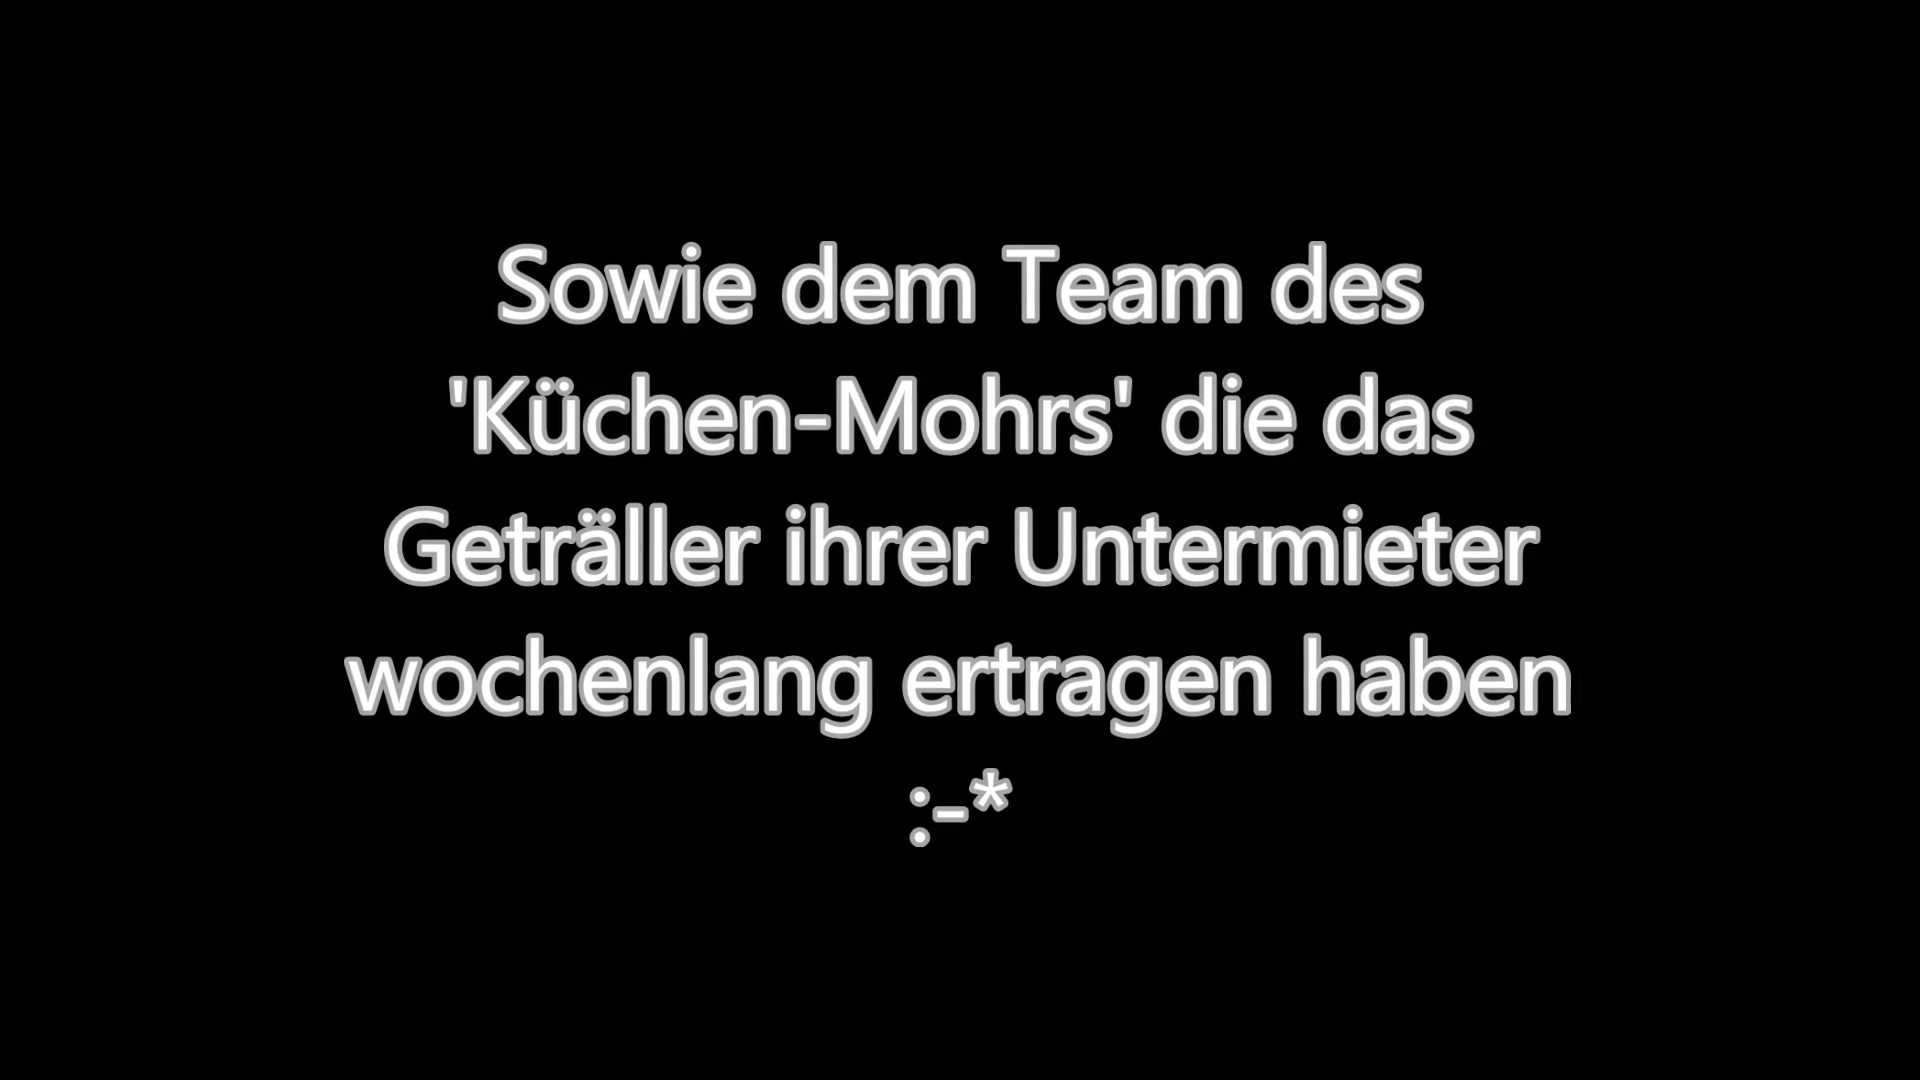 Sowie dem Team des
'Küchen-Mohrs' die das
Geträller ihrer Untermieter
wochenlang ertragen haben
:-*